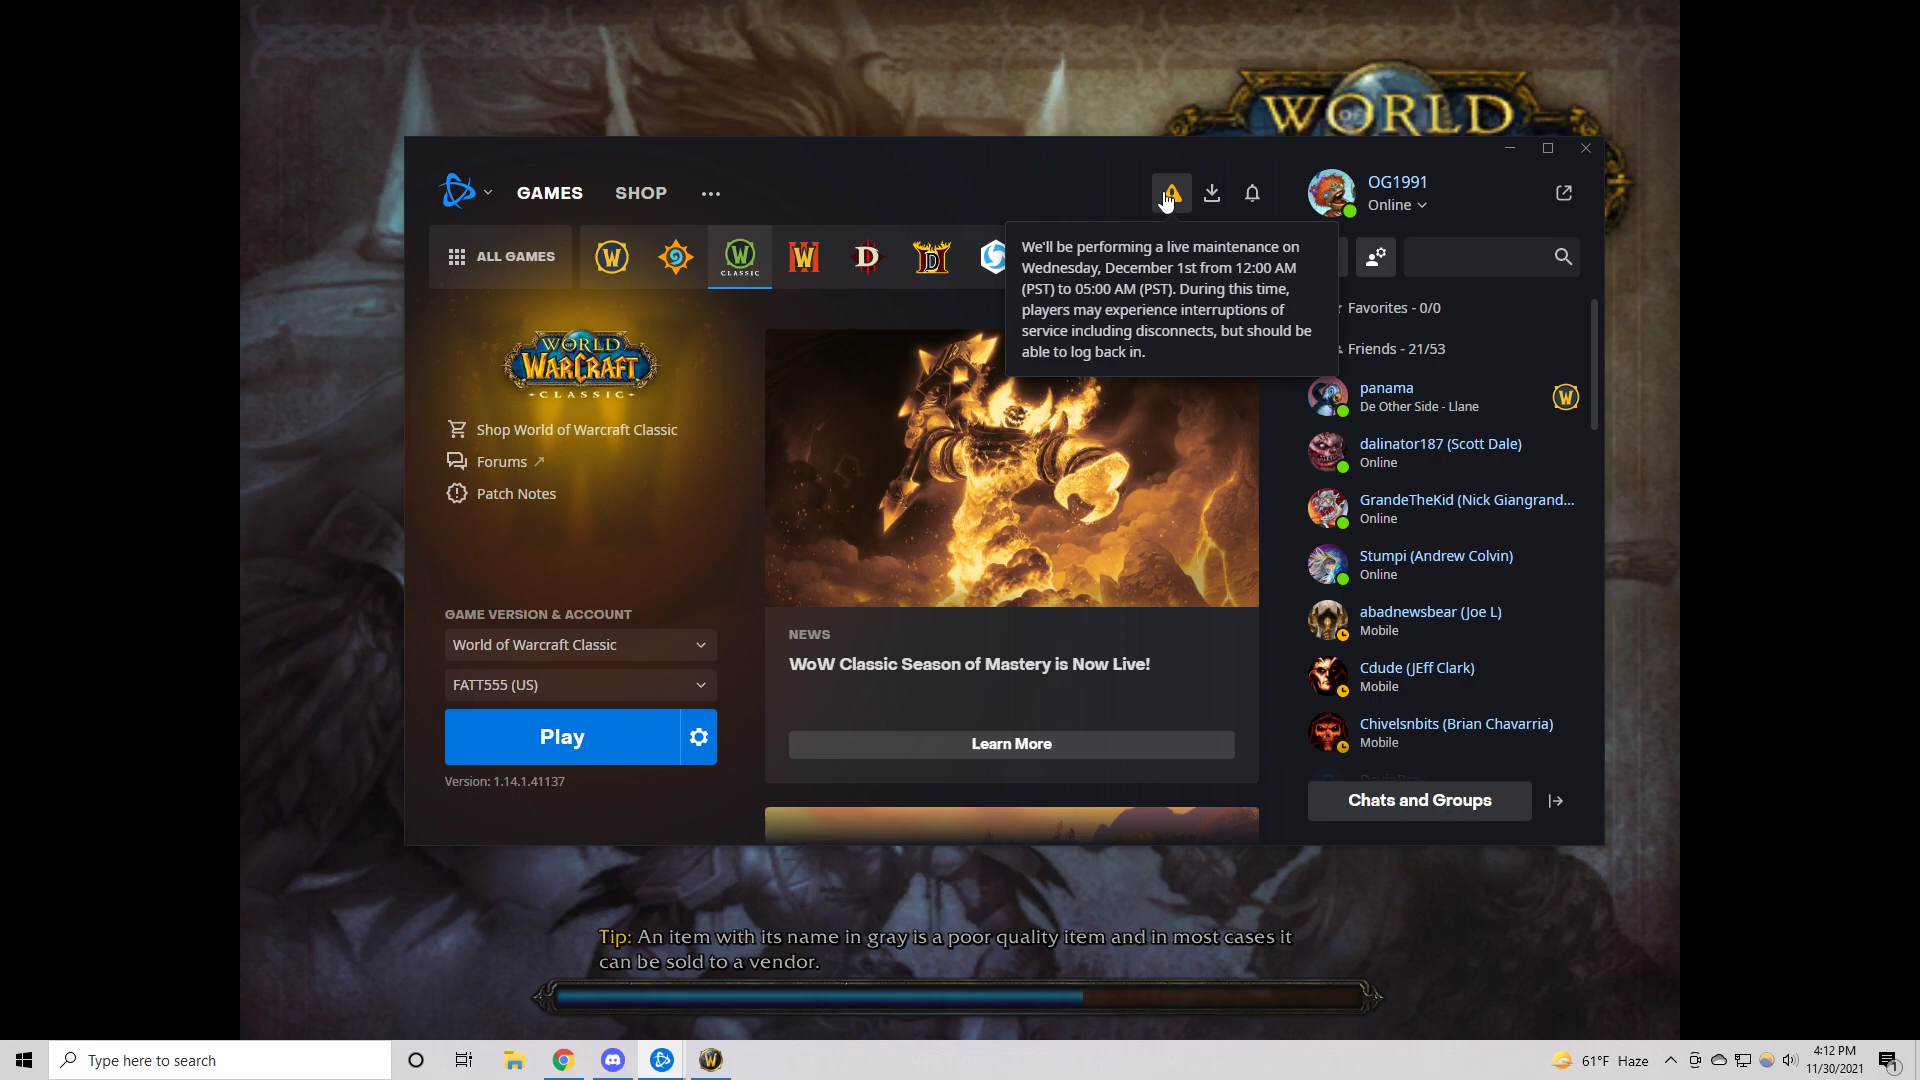 WORLD
OF
GAMES
SHOP
OG1991
Online
ALL GAMES
CLASSIC
We'll be performing a live maintenance on
Wednesday, December 1st from 12:00 AM
(PST) to 05:00 AM (PST). During this time,
players may experience interruptions of
service including disconnects, but should be
able to log back in.
Favorites - 0/0
Friends - 21/53
WORLD
OF
WARCRAFT
CLASSIC
Shop World of Warcraft Classic
Forums
Patch Notes
panama
De Other Side - Llane
dalinator187 (Scott Dale)
Online
GrandeTheKid (Nick Giangrand...
Online
Stumpi (Andrew Colvin)
Online
abadnewsbear (Joe L)
Mobile
Cdude (JEff Clark)
Mobile
Chivelsnbits (Brian Chavarria)
Mobile
GAME VERSION & ACCOUNT
World of Warcraft Classic
FATT555 (US)
Play
Version: 1.14.1.41137
NEWS
WoW Classic Season of Mastery is Now Live!
Learn More
Chats and Groups
Tip: An item with its name in gray is a poor quality item and in most cases it
can be sold to a vendor.
Type here to search
61°F Haze
4:12 PM
11/30/2021
1